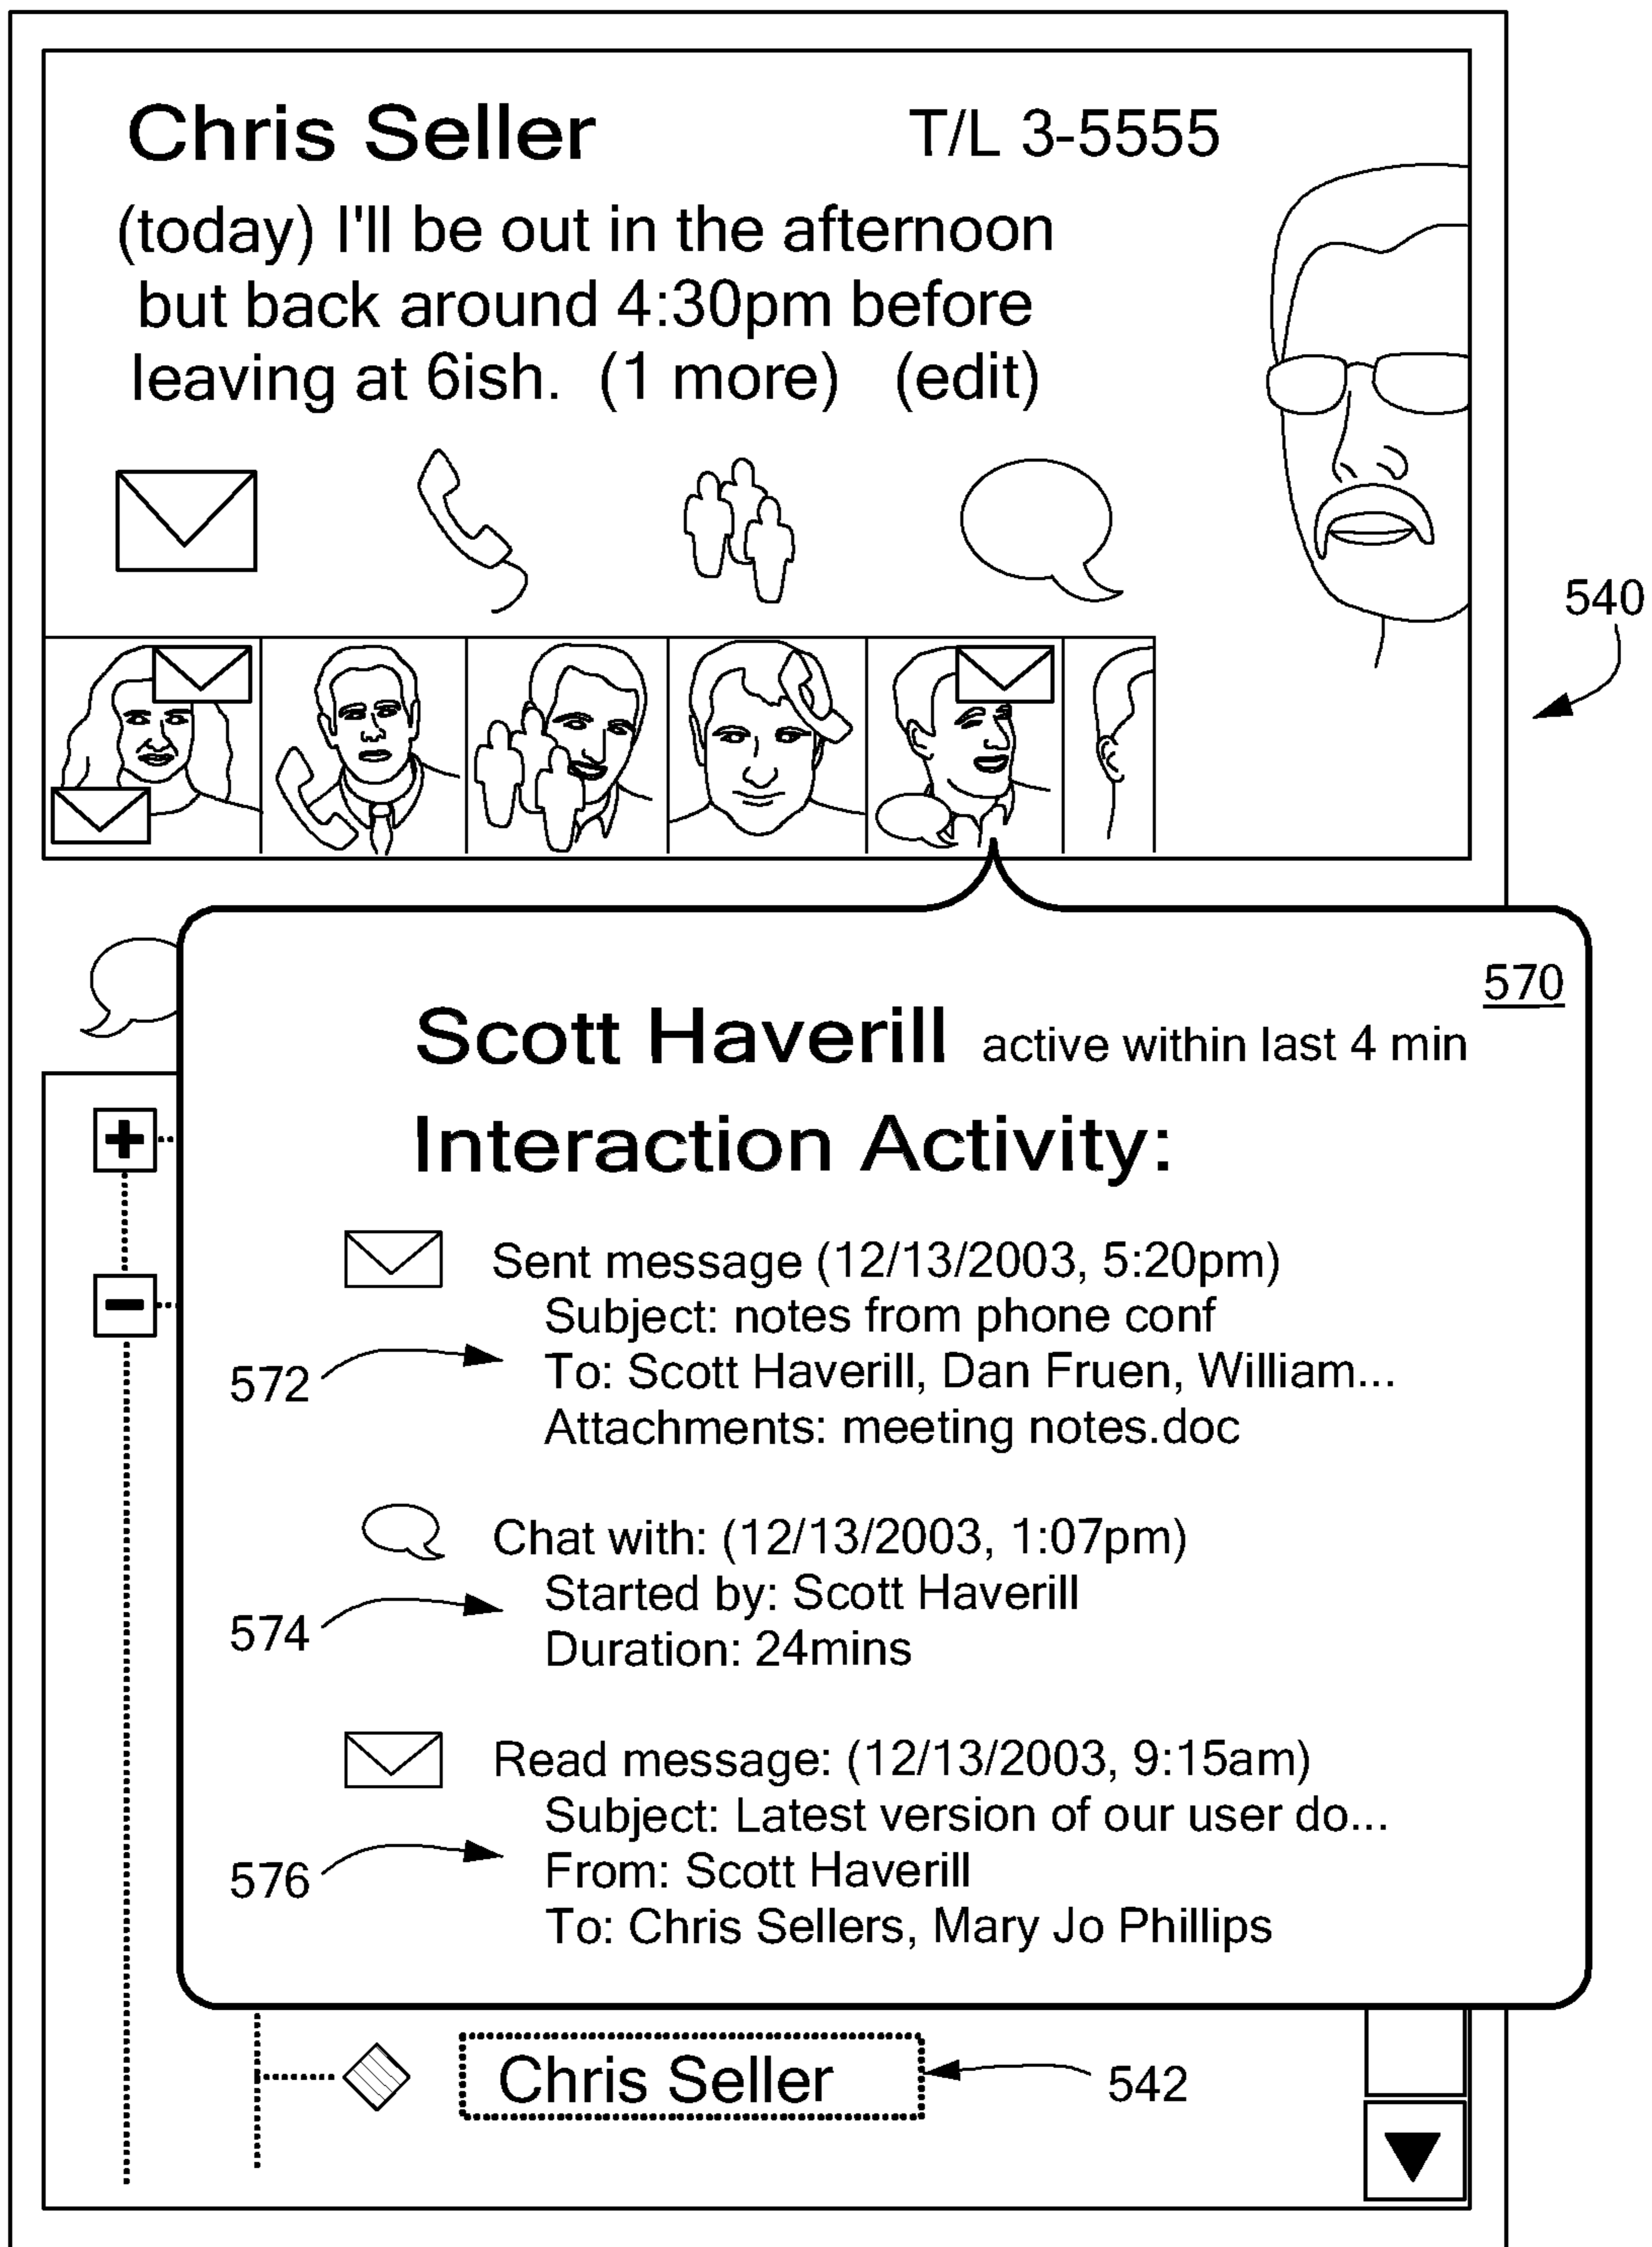 Chris Seller T/L 3-5555
(today) I'll be out in the afternoon
but back around 4:30pm before
leaving at 6ish. (1 more) (edit)
540
570
Scott Haverill active within last 4 min
Interaction Activity:
Sent message (12/13/2003, 5:20pm)
Subject: notes from phone conf
572 To: Scott Haverill, Dan Fruen, William...
Attachments: meeting notes.doc
Chat with: (12/13/2003, 1:07pm)
Started by: Scott Haverill
574
Duration: 24mins
Read message: (12/13/2003, 9:15am)
Subject: Latest version of our user do...
576 From: Scott Haverill
To: Chris Sellers, Mary Jo Phillips
Chris Seller 542